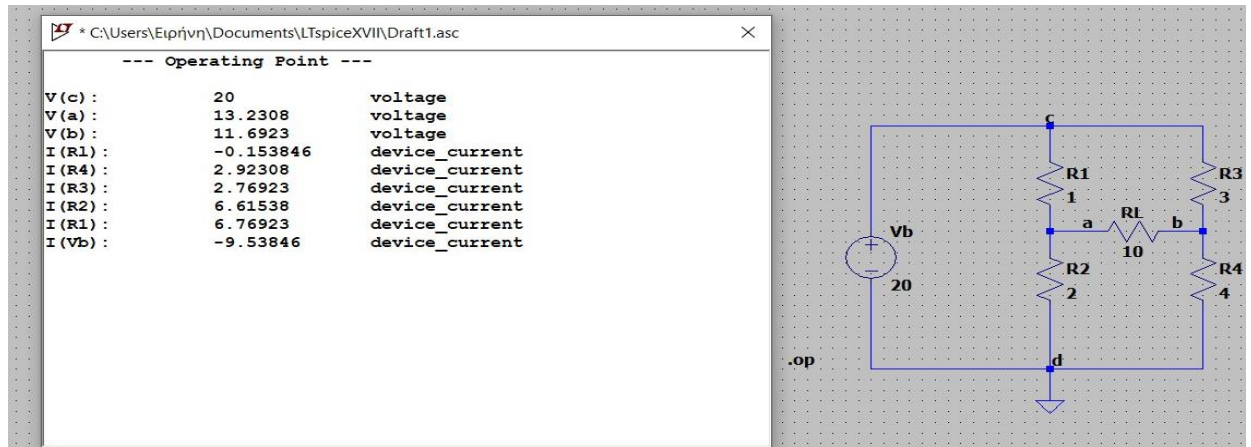 * C:\Users\Ειρήνη\Documents\LTspiceXVII\Draft1.asc
--- Operating Point ---
V(c): 20 voltage
V(a): 13.2308 voltage
V(b): 11.6923 voltage
I(Rl): -0.153846 device_current
I(R4): 2.92308 device_current
I(R3): 2.76923 device_current
I(R2): 6.61538 device_current
I(R1): 6.76923 device_current
I(Vb): -9.53846 device_current
c
R1
1
R3
3
a
RL
10
b
Vb
20
R2
2
R4
4
.op
d